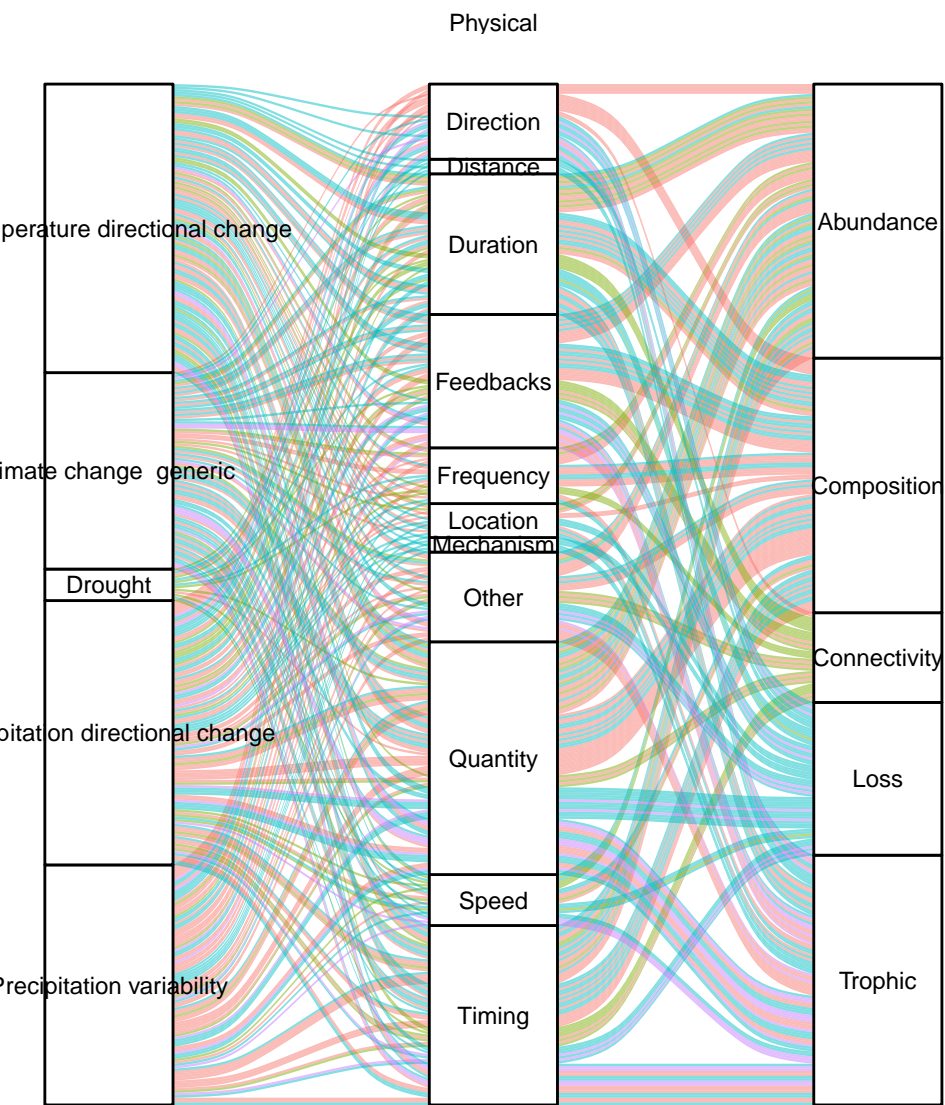 Physical
perature directional change
imate change  generic
Drought
oitation directional change
Precipitation variability
Direction
Distance
Duration
Feedbacks
Frequency
Location
Mechanism
Other
Quantity
Speed
Timing
Abundance
Composition
Connectivity
Loss
Trophic